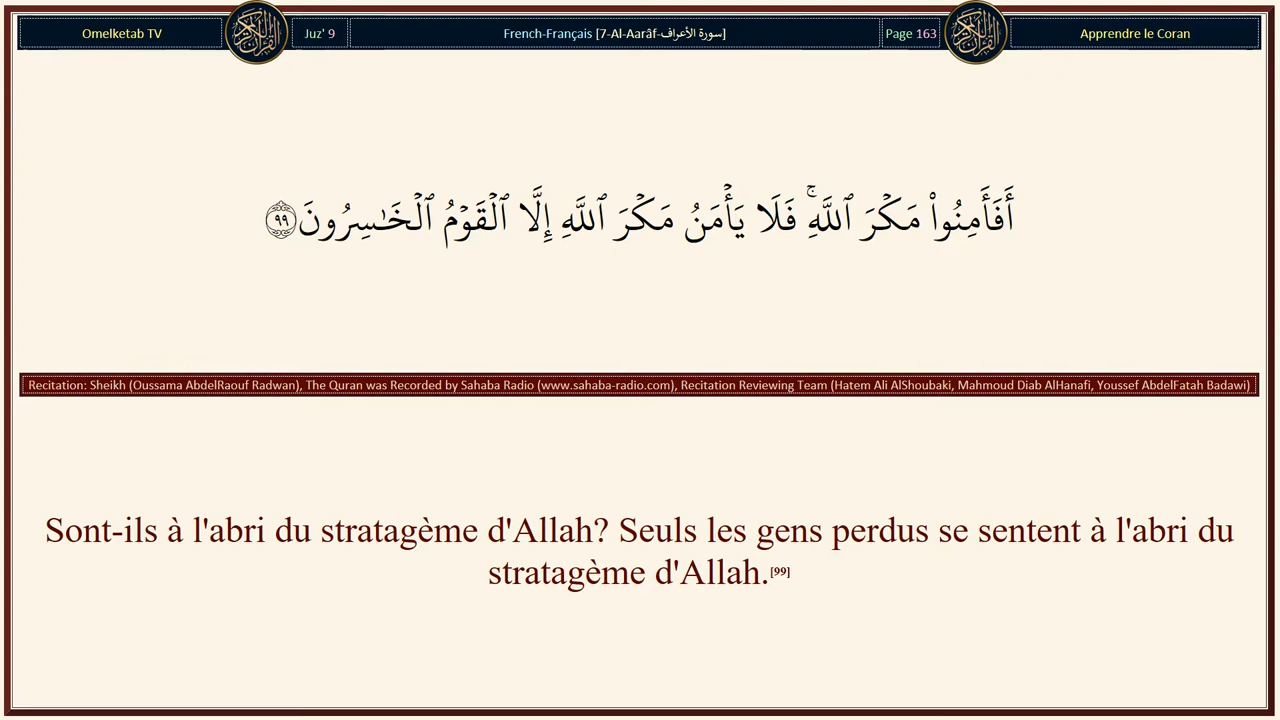 Omelketab TV
Juz' 9
French-Français [7-Al-Aarâf-سورة الأعراف]
Page 163
Apprendre le Coran
أَفَأَمِنُوا۟ مَكْرَ ٱللَّهِ ۚ فَلَا يَأْمَنُ مَكْرَ ٱللَّهِ إِلَّا ٱلْقَوْمُ ٱلْخَـٰسِرُونَ ٩٩
Recitation: Sheikh (Oussama AbdelRaouf Radwan), The Quran was Recorded by Sahaba Radio (www.sahaba-radio.com), Recitation Reviewing Team (Hatem Ali AlShoubaki, Mahmoud Diab AlHanafi, Youssef AbdelFatah Badawi)
Sont-ils à l'abri du stratagème d'Allah? Seuls les gens perdus se sentent à l'abri du
stratagème d'Allah.[99]